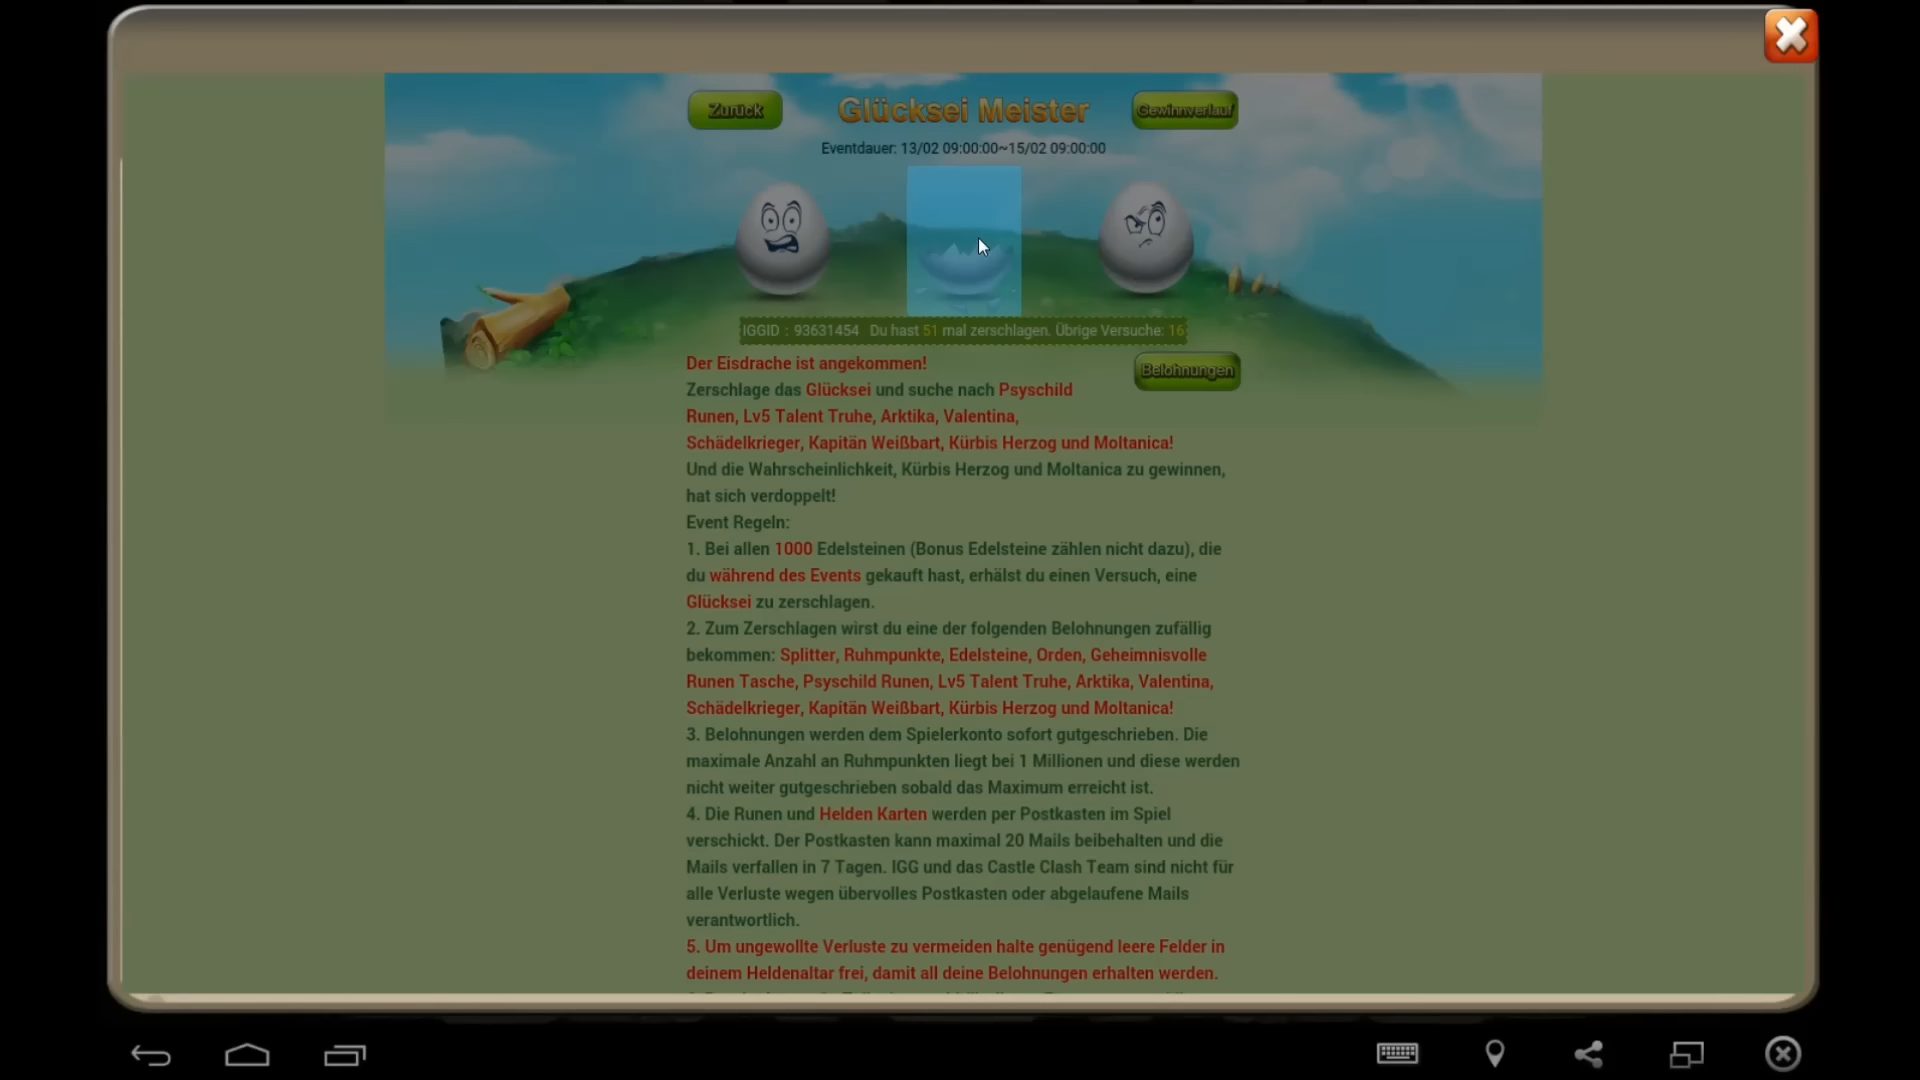 Zurück
Glücksei Meister
Gewinnverlauf
Eventdauer: 13/02 09:00:00~15/02 09:00:00
IGGID : 93631454 Du hast 51 mal zerschlagen. Übrige Versuche: 16
Der Eisdrache ist angekommen!
Belohnungen
Zerschlage das Glücksei und suche nach Psyschild
Runen, Lv5 Talent Truhe, Arktika, Valentina,
Schädelkrieger, Kapitän Weißbart, Kürbis Herzog und Moltanica!
Und die Wahrscheinlichkeit, Kürbis Herzog und Moltanica zu gewinnen,
hat sich verdoppelt!
Event Regeln:
1. Bei allen 1000 Edelsteinen (Bonus Edelsteine zählen nicht dazu), die
du während des Events gekauft hast, erhälst du einen Versuch, eine
Glücksei zu zerschlagen.
2. Zum Zerschlagen wirst du eine der folgenden Belohnungen zufällig
bekommen: Splitter, Ruhmpunkte, Edelsteine, Orden, Geheimnisvolle
Runen Tasche, Psyschild Runen, Lv5 Talent Truhe, Arktika, Valentina,
Schädelkrieger, Kapitän Weißbart, Kürbis Herzog und Moltanica!
3. Belohnungen werden dem Spielerkonto sofort gutgeschrieben. Die
maximale Anzahl an Ruhmpunkten liegt bei 1 Millionen und diese werden
nicht weiter gutgeschrieben sobald das Maximum erreicht ist.
4. Die Runen und Helden Karten werden per Postkasten im Spiel
verschickt. Der Postkasten kann maximal 20 Mails beibehalten und die
Mails verfallen in 7 Tagen. IGG und das Castle Clash Team sind nicht für
alle Verluste wegen übervolles Postkasten oder abgelaufene Mails
verantwortlich.
5. Um ungewollte Verluste zu vermeiden halte genügend leere Felder in
deinem Heldenaltar frei, damit all deine Belohnungen erhalten werden.